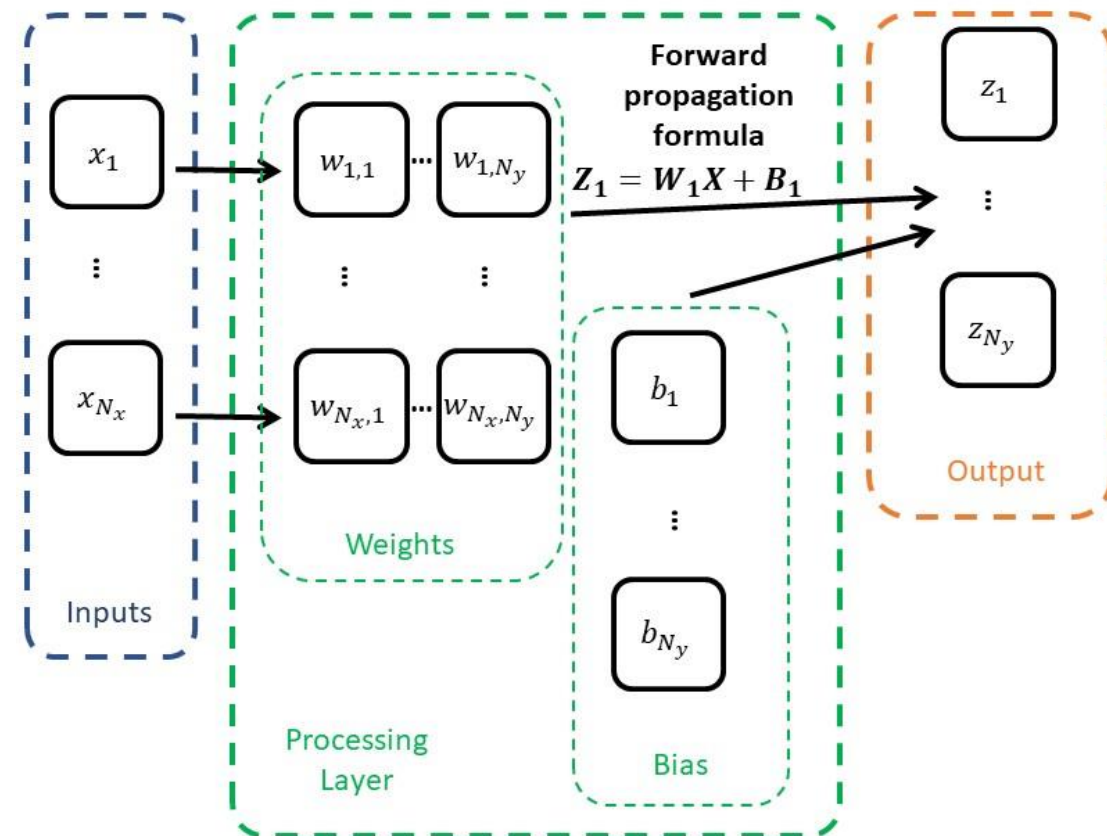 x_1
⋮
x_{N_x}
Inputs
w_{1,1} ... w_{1,N_y}
⋮ ⋮
w_{N_x,1} ... w_{N_x,N_y}
Weights
Processing
Layer
Forward
propagation
formula
Z_1 = W_1X + B_1
b_1
⋮
b_{N_y}
Bias
z_1
⋮
z_{N_y}
Output